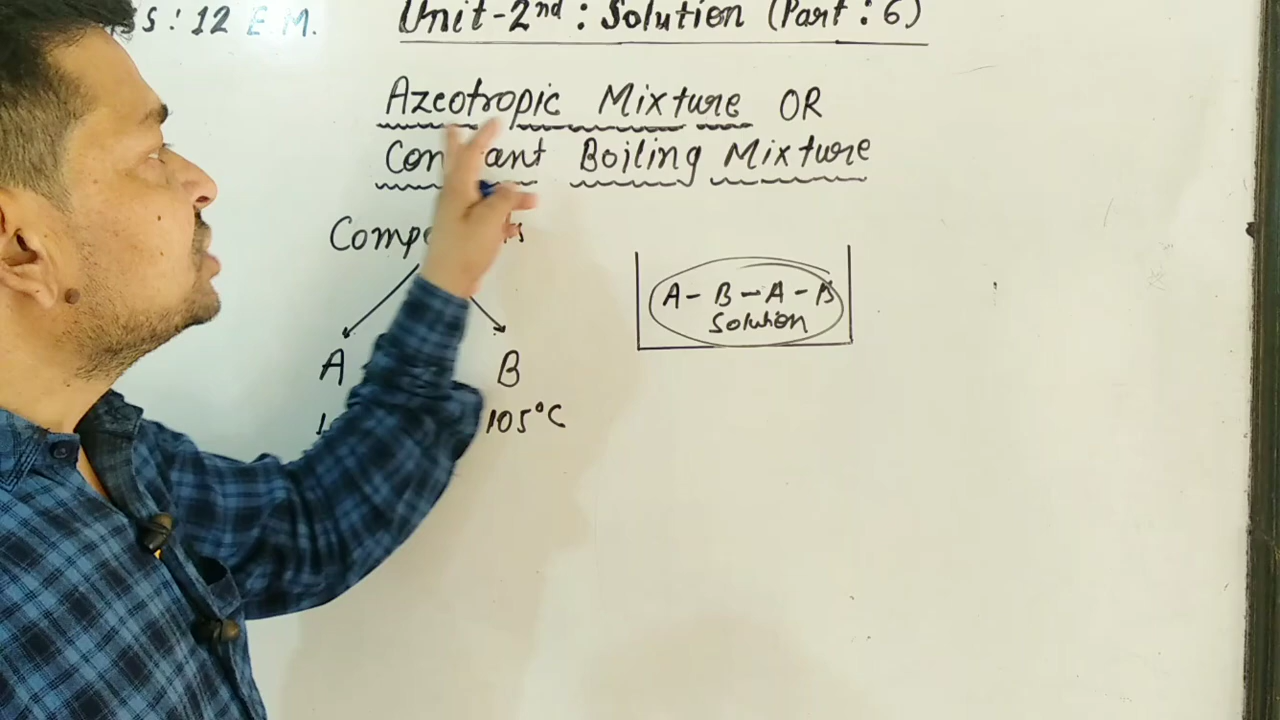 : 12 E.M.
Unit-2nd : Solution (Part : 6)
Azeotropic Mixture OR
Boiling Mixture
A
B
105°C
A - B - A - B
Solution